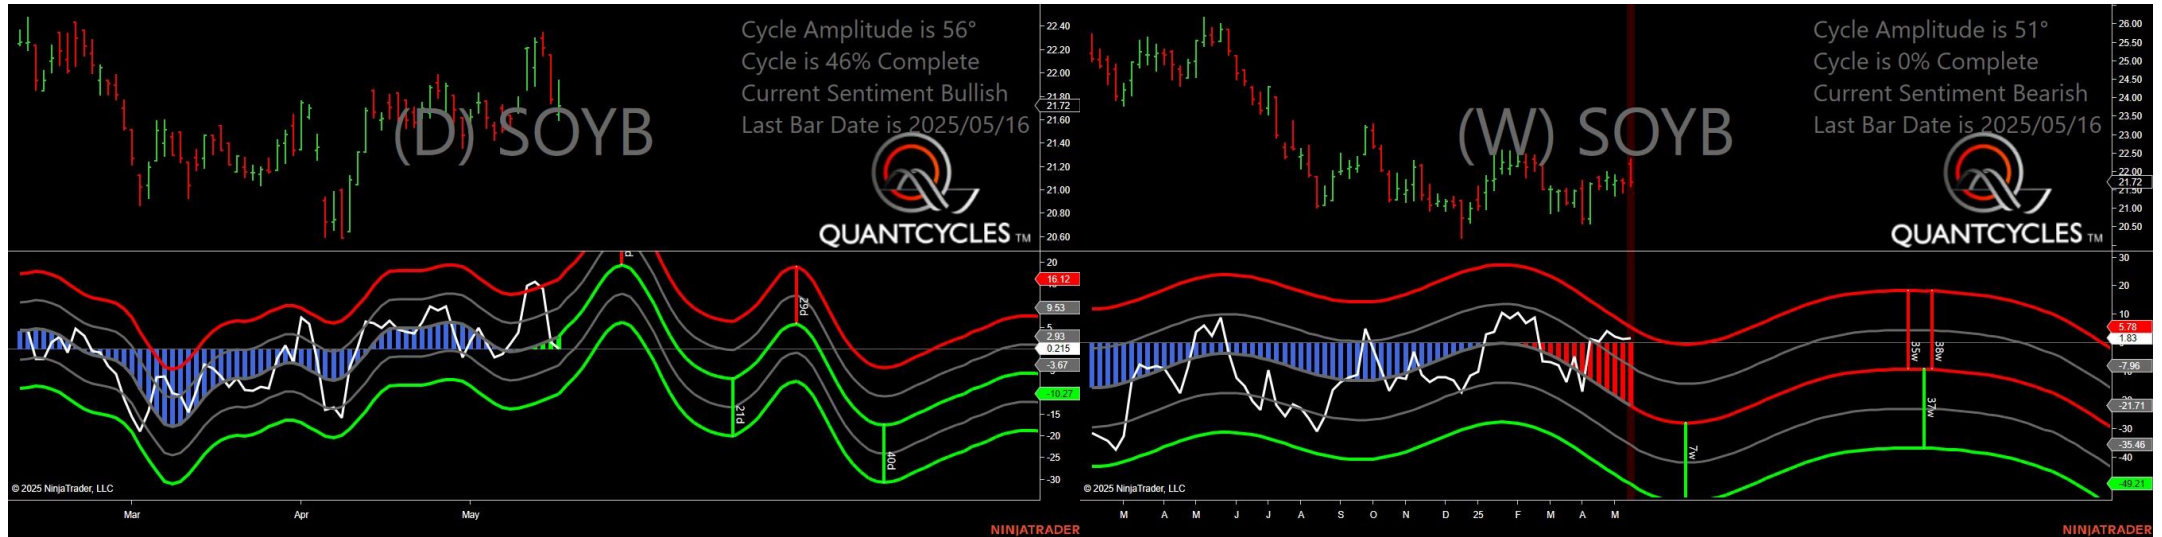 Cycle Amplitude is 56°
Cycle is 46% Complete
Current Sentiment Bullish
Last Bar Date is 2025/05/16
(D) SOYB
QUANTCYCLES TM
22.40
22.20
22.00
21.80
21.72
21.60
21.40
21.20
21.00
20.80
20.60
20
16.12
9.53
5
2.93
0.215
-3.67
-10.27
-15
-20
-25
-30
29d
21d
40d
© 2025 NinjaTrader, LLC
Mar
Apr
May
NINJATRADER
Cycle Amplitude is 51°
Cycle is 0% Complete
Current Sentiment Bearish
Last Bar Date is 2025/05/16
(W) SOYB
QUANTCYCLES TM
26.00
25.50
25.00
24.50
24.00
23.50
23.00
22.50
22.00
21.72
21.50
21.00
20.50
30
20
10
5.78
1.83
-7.96
-21.71
-30
-35.46
-40
-49.21
35w
38w
37w
7w
© 2025 NinjaTrader, LLC
M A M J J A S O N D 25 F M A M
NINJATRADER